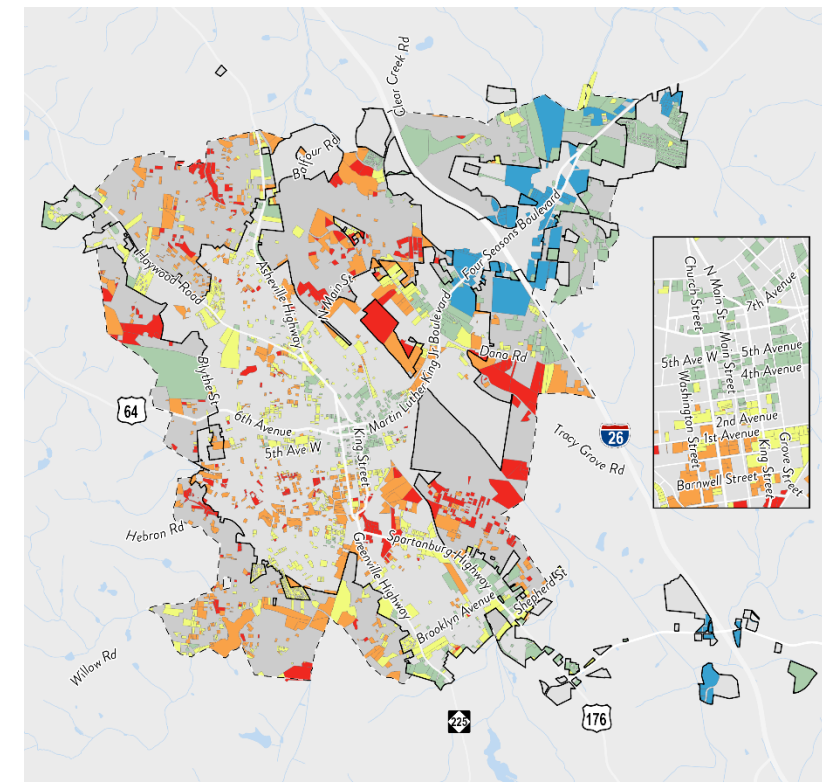 Clear Creek Rd
Balfour Rd
Haywood Road
Asheville Highway
N Main St
Four Seasons Boulevard
Martin Luther King Jr Boulevard
Dana Rd
Blythe St
64
6th Avenue
5th Ave W
King Street
26
Tracy Grove Rd
Hebron Rd
Spartanburg Highway
Greenville Highway
Brooklyn Avenue
Shepherd St
Willow Rd
225
176
Church Street
N Main St
7th Avenue
Main Street
5th Ave W
5th Avenue
4th Avenue
Washington Street
2nd Avenue
1st Avenue
King Street
Grove Street
Barnwell Street